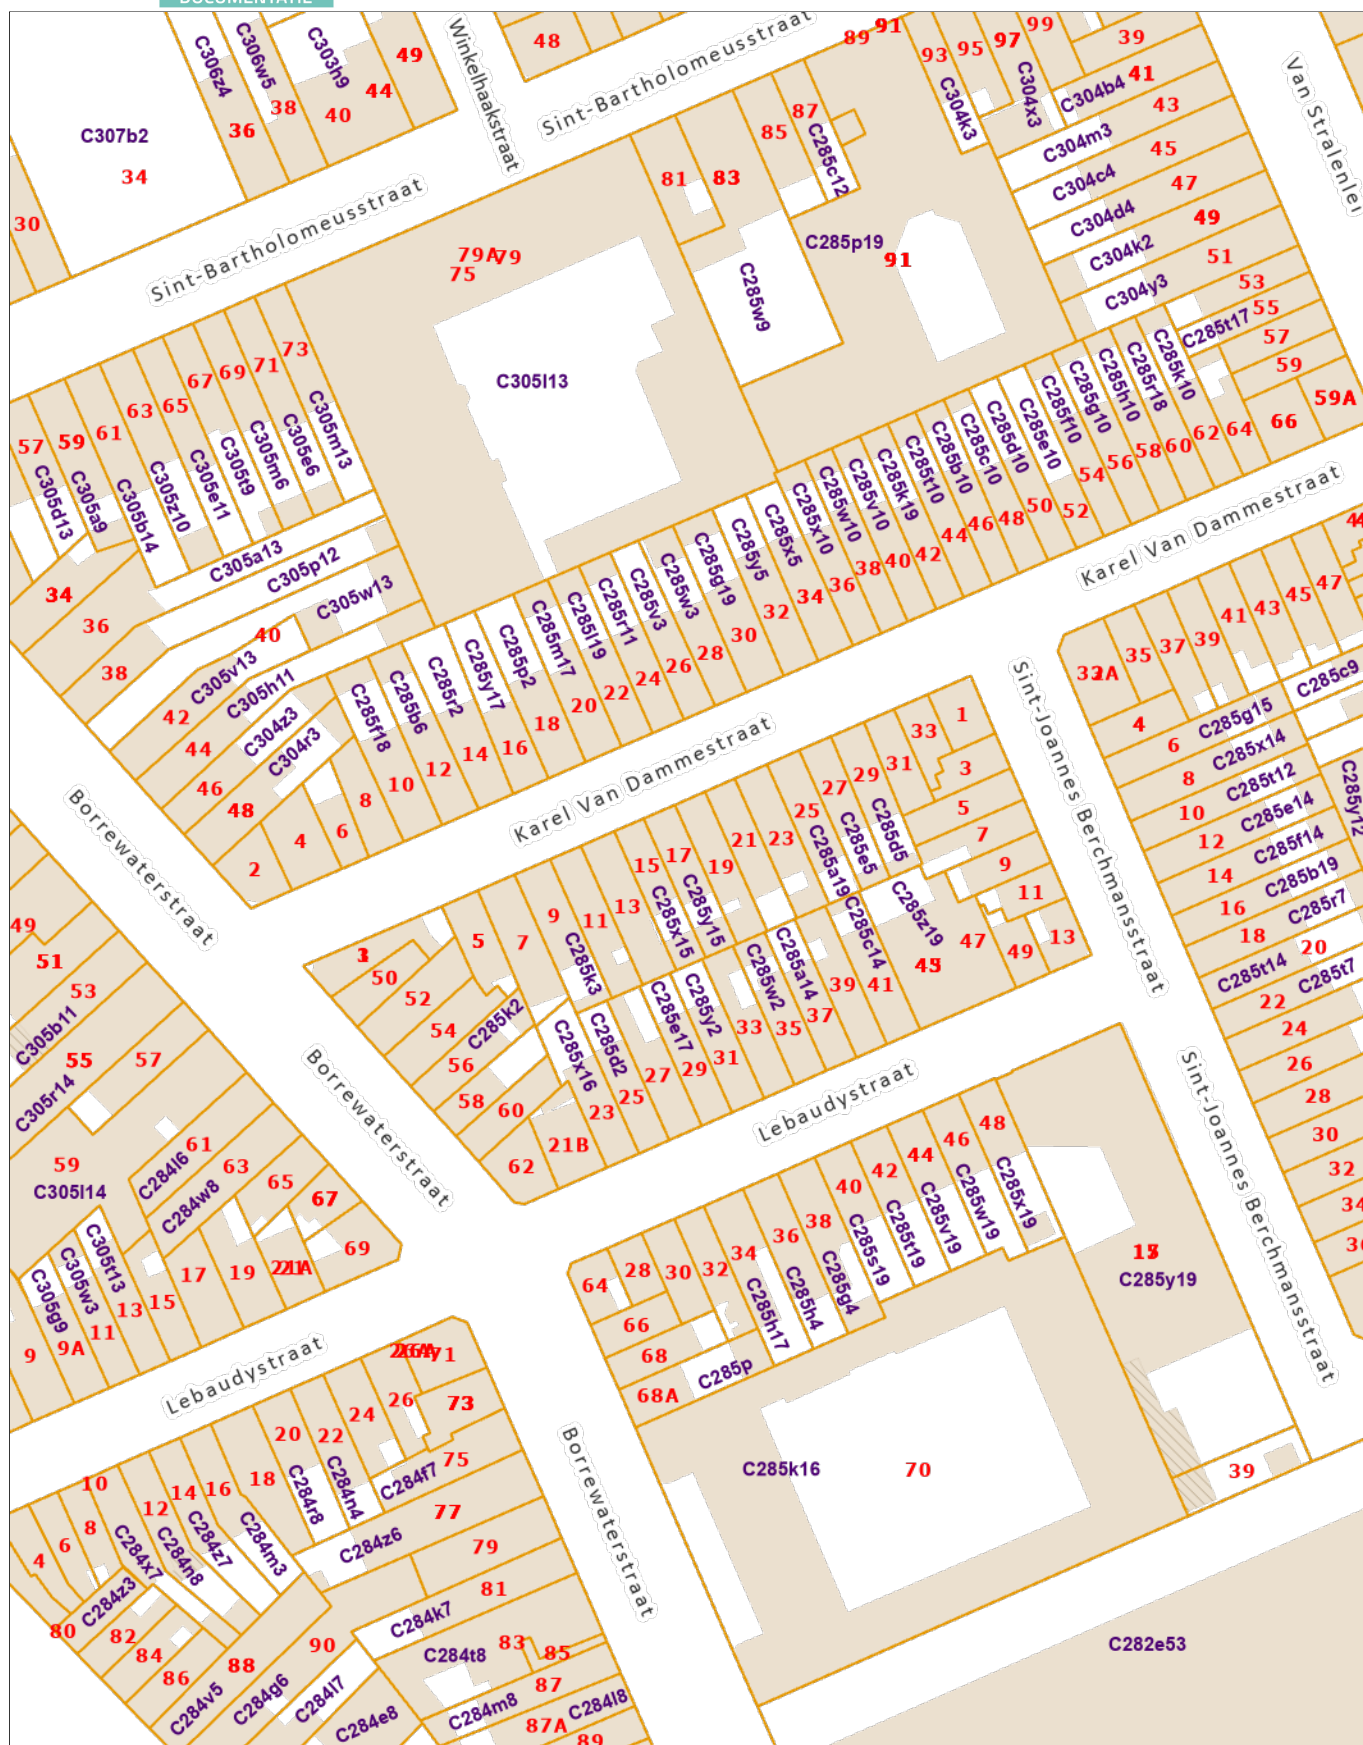 DOCUMENTATIE
C306z4
C306w5
C303h9
49
44
40
38
36
C307b2
34
30
Winkelhaakstraat
48
Sint-Bartholomeusstraat
Sint-Bartholomeusstraat
89
91
93
95
97
99
39
41
43
45
47
49
51
53
55
57
59
59A
C304k3
C304x3
C304b4
C304m3
C304c4
C304d4
C304k2
C304y3
C285t17
Van Stralenlei
81
83
85
87
C285c12
C285p19
91
C285w9
79A
79
75
C305l13
57
59
61
63
65
67
69
71
73
C305d13
C305a9
C305b14
C305z10
C305e11
C305t9
C305m6
C305e6
C305m13
C305a13
C305p12
C305w13
34
36
38
40
42
44
46
48
C305v13
C305h11
C304z3
C304r3
C285f18
C285b6
C285r2
C285y17
C285p2
C285m17
C285l19
C285r11
C285v3
C285w3
C285g19
C285y5
C285x5
C285x10
C285w10
C285v10
C285k19
C285t10
C285b10
C285c10
C285d10
C285e10
C285f10
C285g10
C285h10
C285r18
C285k10
2
4
6
8
10
12
14
16
18
20
22
24
26
28
30
32
34
36
38
40
42
44
46
48
50
52
54
56
58
60
62
64
66
Karel Van Dammestraat
Karel Van Dammestraat
Borrewaterstraat
Sint-Joannes Berchmansstraat
35
37
39
41
43
45
47
4
6
8
10
12
14
16
18
20
22
24
26
28
30
32
34
C285c9
C285g15
C285x14
C285t12
C285e14
C285f14
C285b19
C285r7
C285t14
C285t7
C285y12
5
7
9
11
13
15
17
19
21
23
25
27
29
31
33
1
3
5
7
9
11
13
C285k3
C285x15
C285y15
C285a19
C285e5
C285d5
C285z19
C285c14
C285a14
C285w2
C285y2
C285e17
C285d2
C285x16
C285k2
50
52
54
56
58
60
62
21B
23
25
27
29
31
33
35
37
39
41
47
49
Lebaudystraat
49
51
53
C305b11
55
57
C305r14
59
C305l14
61
C284l6
63
C284w8
65
67
69
C305t13
C305w3
C305g9
9
9A
11
13
15
17
19
Borrewaterstraat
Lebaudystraat
64
66
68
68A
28
30
32
34
36
38
40
42
44
46
48
C285p
C285h17
C285h4
C285g4
C285s19
C285t19
C285v19
C285w19
C285x19
C285y19
C285k16
70
39
Sint-Joannes Berchmansstraat
71
73
75
77
79
81
83
85
87
87A
89
4
6
8
10
12
14
16
18
20
22
24
26
C284r8
C284n4
C284f7
C284z6
C284m3
C284z7
C284n8
C284x7
C284z3
80
82
84
86
88
90
C284v5
C284g6
C284l7
C284e8
C284k7
C284t8
C284m8
C284l8
Borrewaterstraat
C282e53